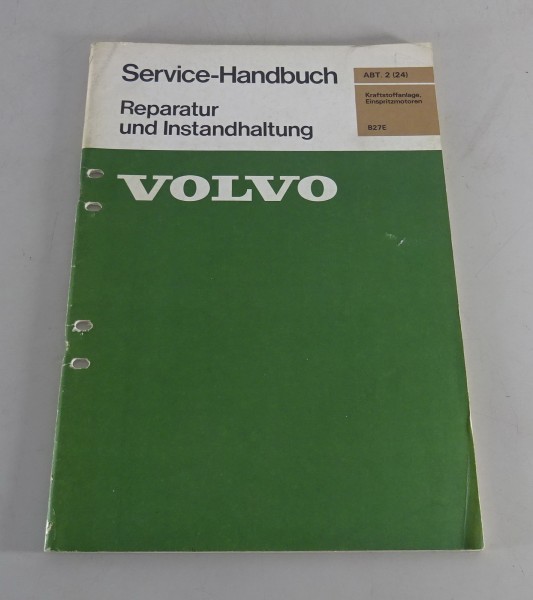 Service-Handbuch
Reparatur
und Instandhaltung
ABT. 2 (24)
Kraftstoffanlage,
Einspritzmotoren
B27E
VOLVO